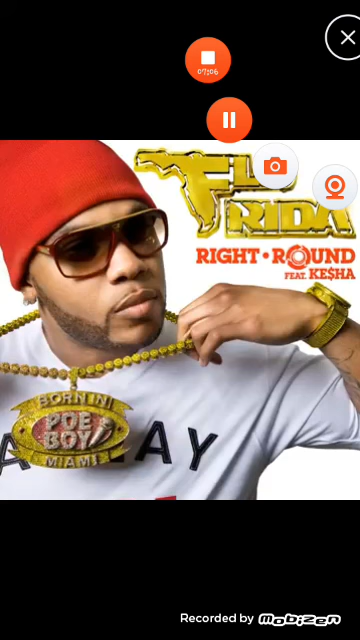 07:06
FLO
RIDA
RIGHT • ROUND
FEAT. KE$HA
BORN IN
POE
BOY
MIAMI
AY
Recorded by mobizen